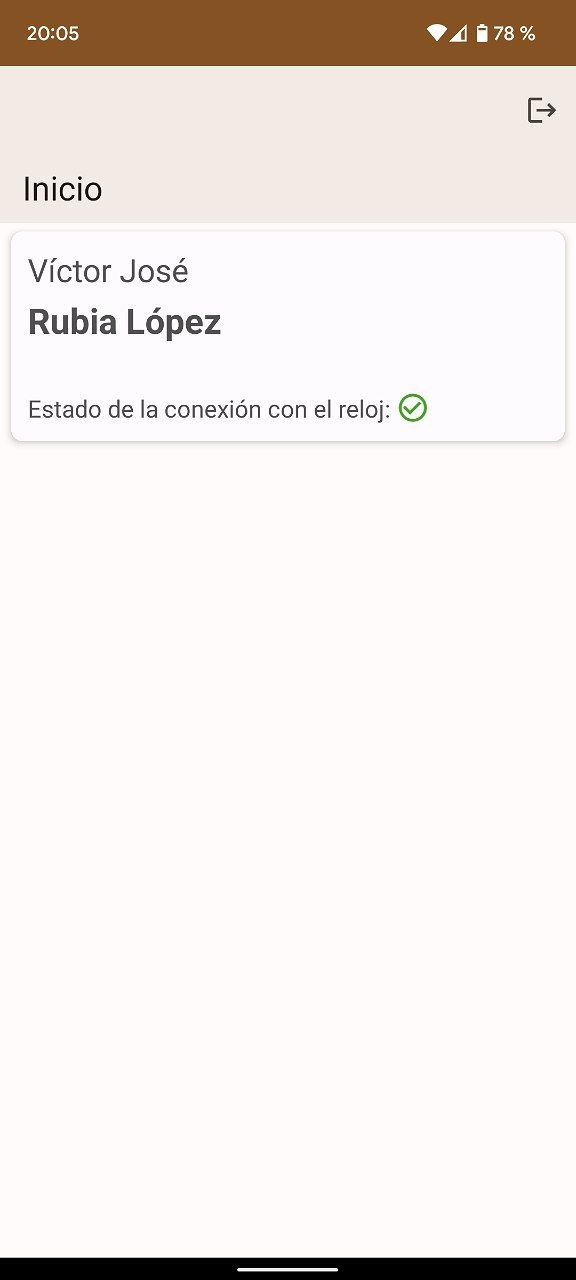 20:05 78 %
Inicio
Víctor José
Rubia López
Estado de la conexión con el reloj: